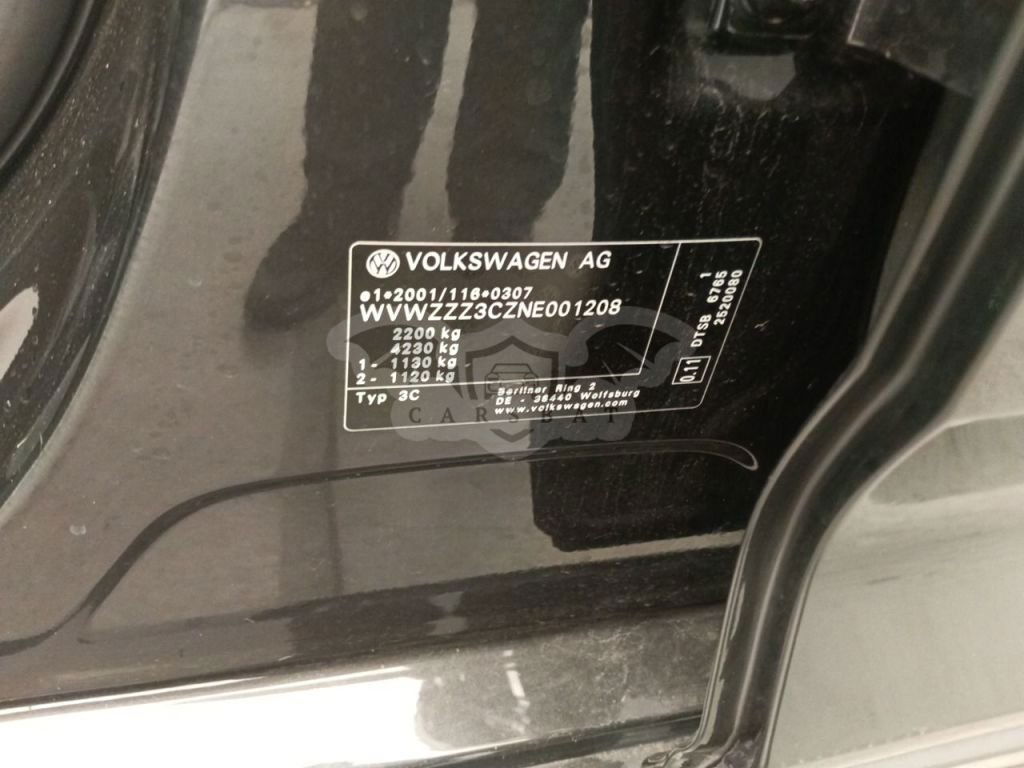 VOLKSWAGEN AG
e1*2001/116*0307
WVWZZZ3CZNE001208
2200 kg
4230 kg
1 - 1130 kg
2 - 1120 kg
Typ 3C
Berliner Ring 2
DE - 38440 Wolfsburg
www.volkswagen.com
1
DTSB 6765
2520080
0.11
CARSBAT